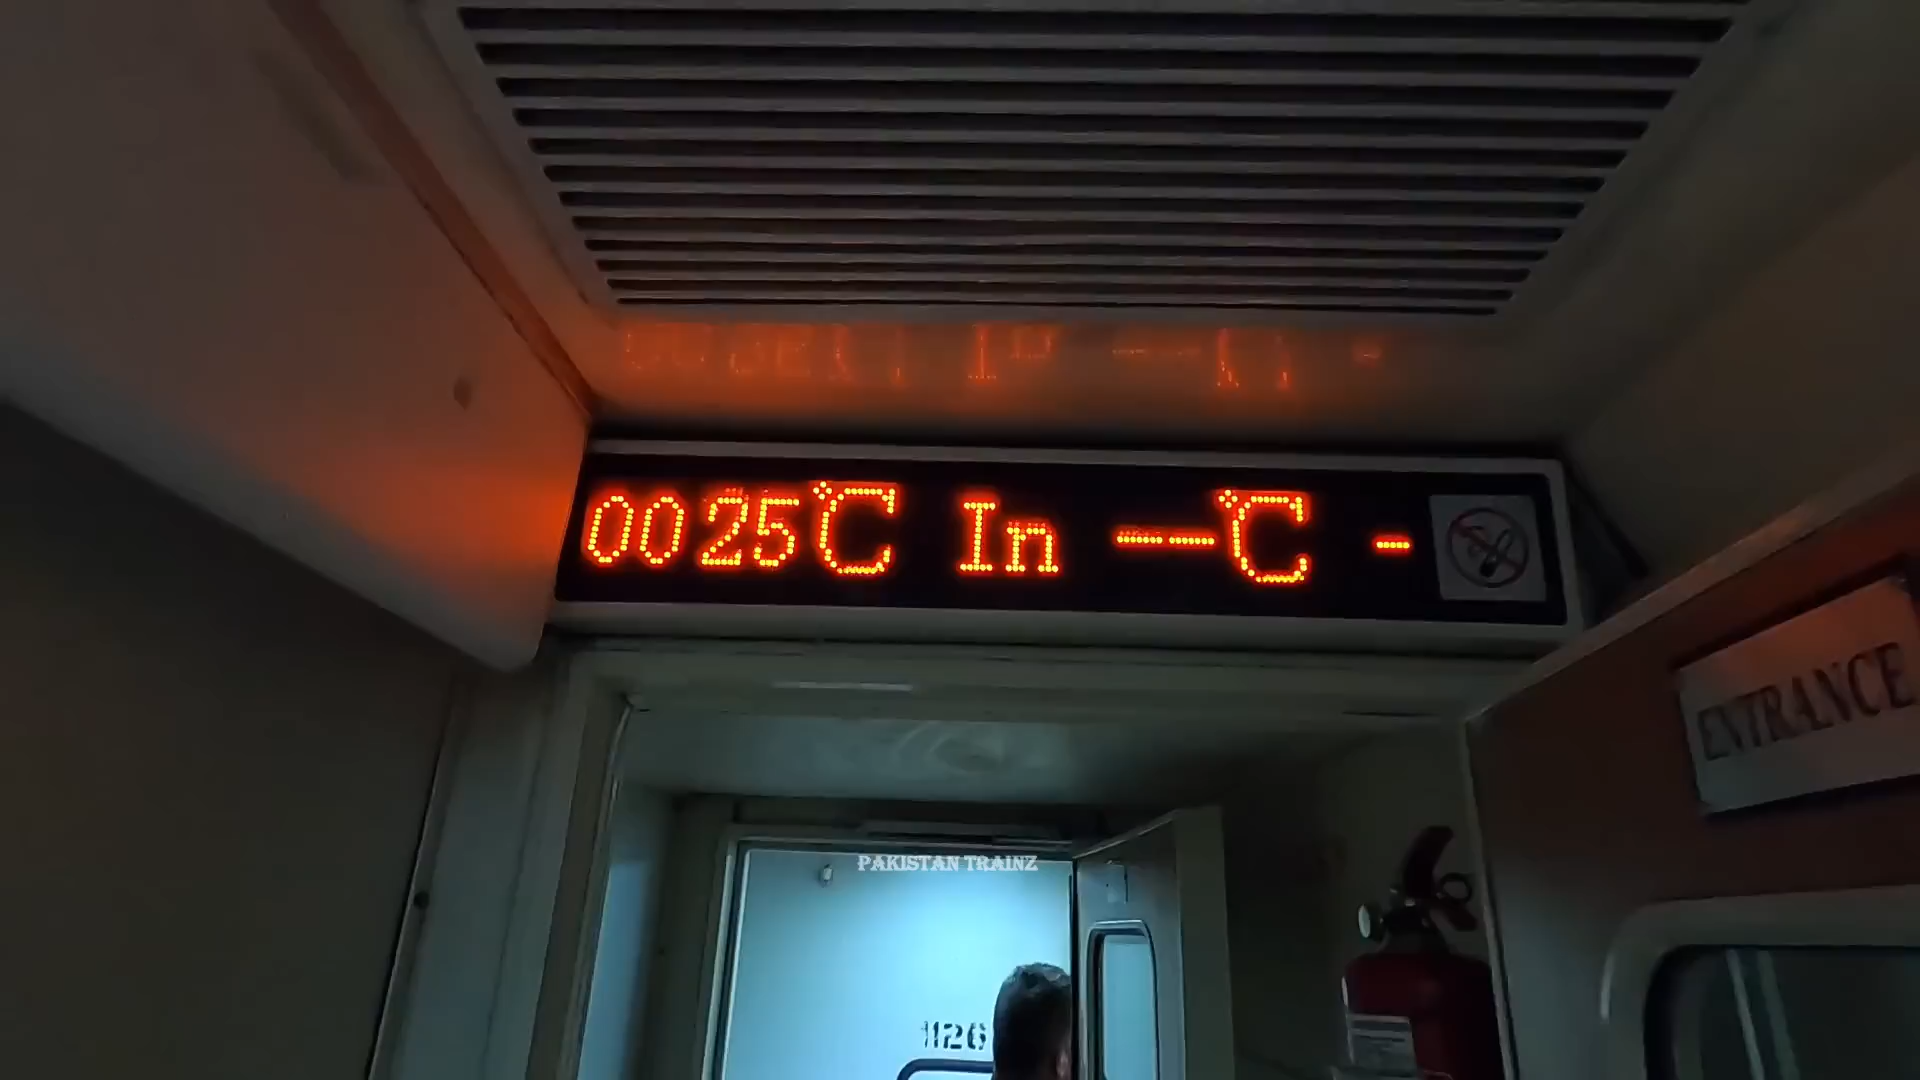 0025℃ In --℃ -
ENTRANCE
PAKISTAN TRAINZ
1126